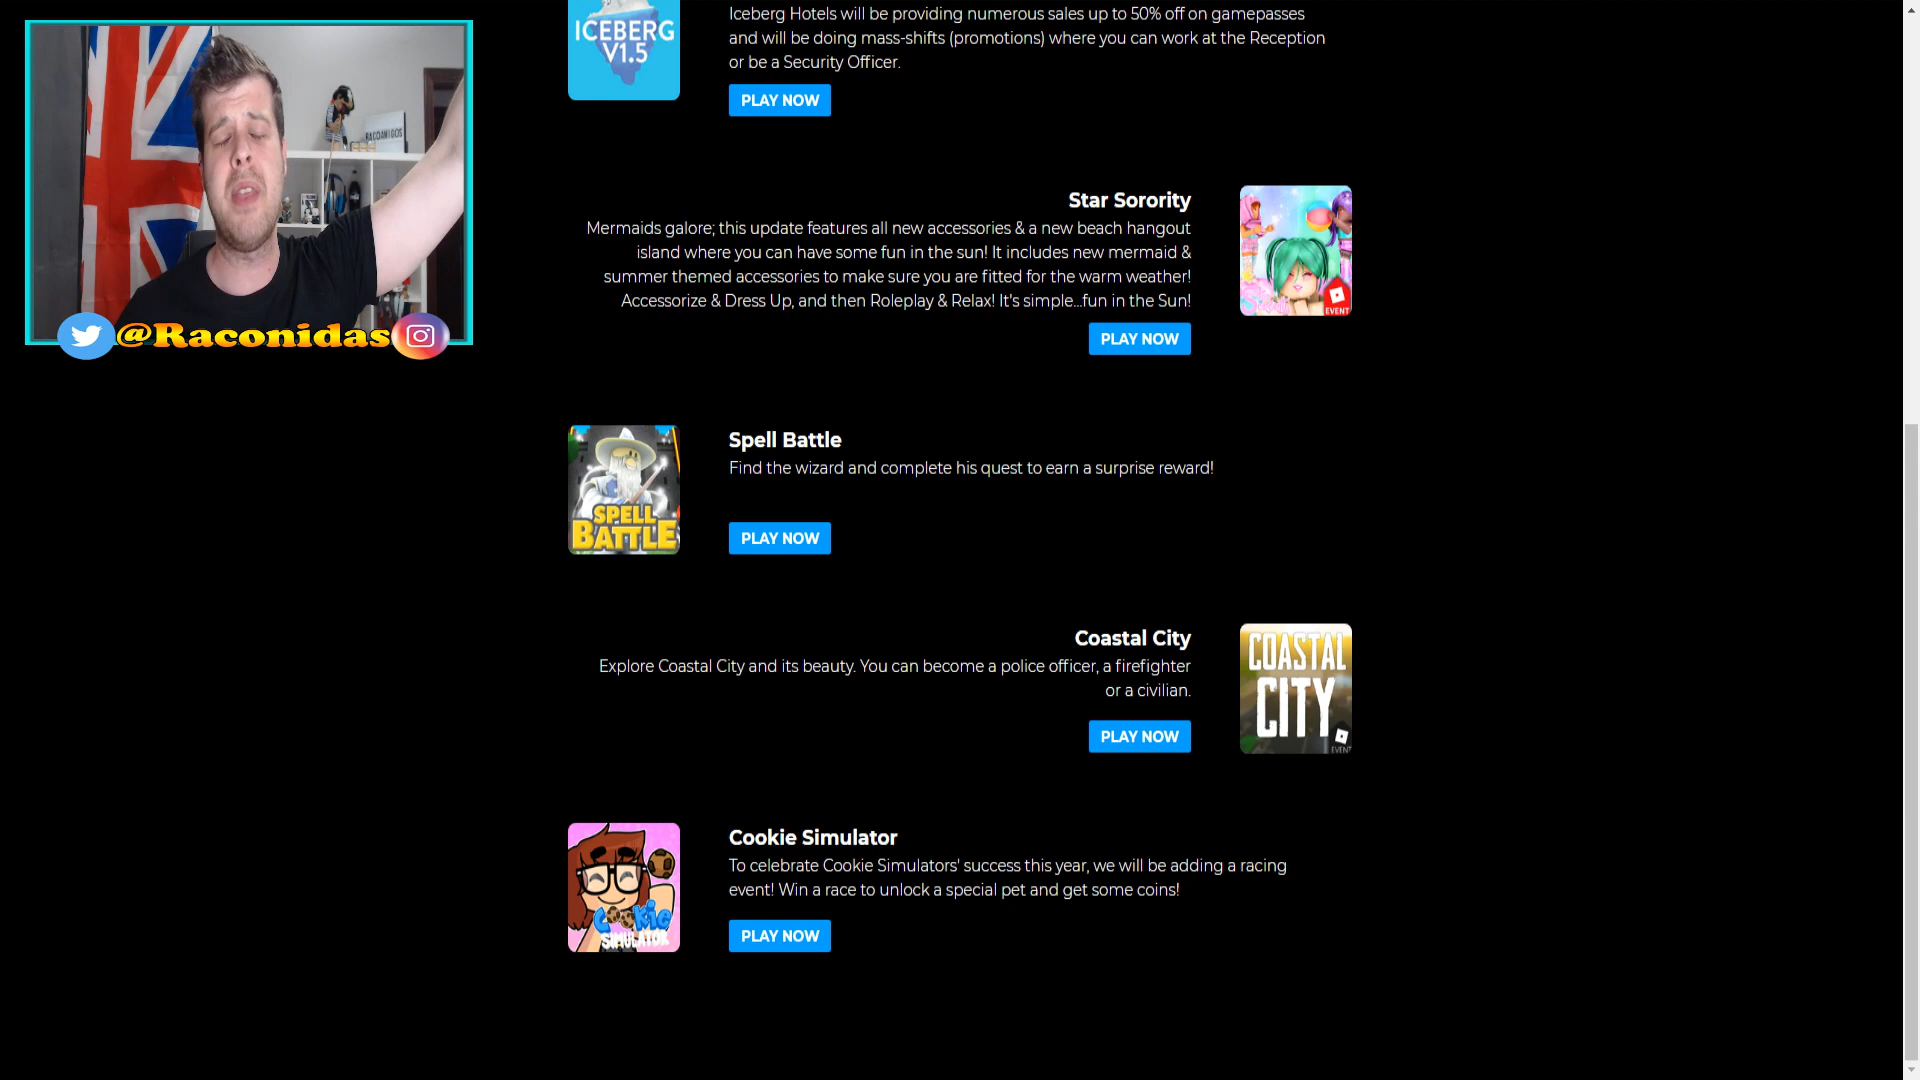 ICEBERG
V1.5
Iceberg Hotels will be providing numerous sales up to 50% off on gamepasses
and will be doing mass-shifts (promotions) where you can work at the Reception
or be a Security Officer.
PLAY NOW
RACOAMIGOS
@Raconidas
Star Sorority
Mermaids galore; this update features all new accessories & a new beach hangout
island where you can have some fun in the sun! It includes new mermaid &
summer themed accessories to make sure you are fitted for the warm weather!
Accessorize & Dress Up, and then Roleplay & Relax! It's simple...fun in the Sun!
EVENT
PLAY NOW
SPELL
BATTLE
Spell Battle
Find the wizard and complete his quest to earn a surprise reward!
PLAY NOW
Coastal City
Explore Coastal City and its beauty. You can become a police officer, a firefighter
or a civilian.
COASTAL
CITY
EVENT
PLAY NOW
COOKIE
SIMULATOR
Cookie Simulator
To celebrate Cookie Simulators' success this year, we will be adding a racing
event! Win a race to unlock a special pet and get some coins!
PLAY NOW